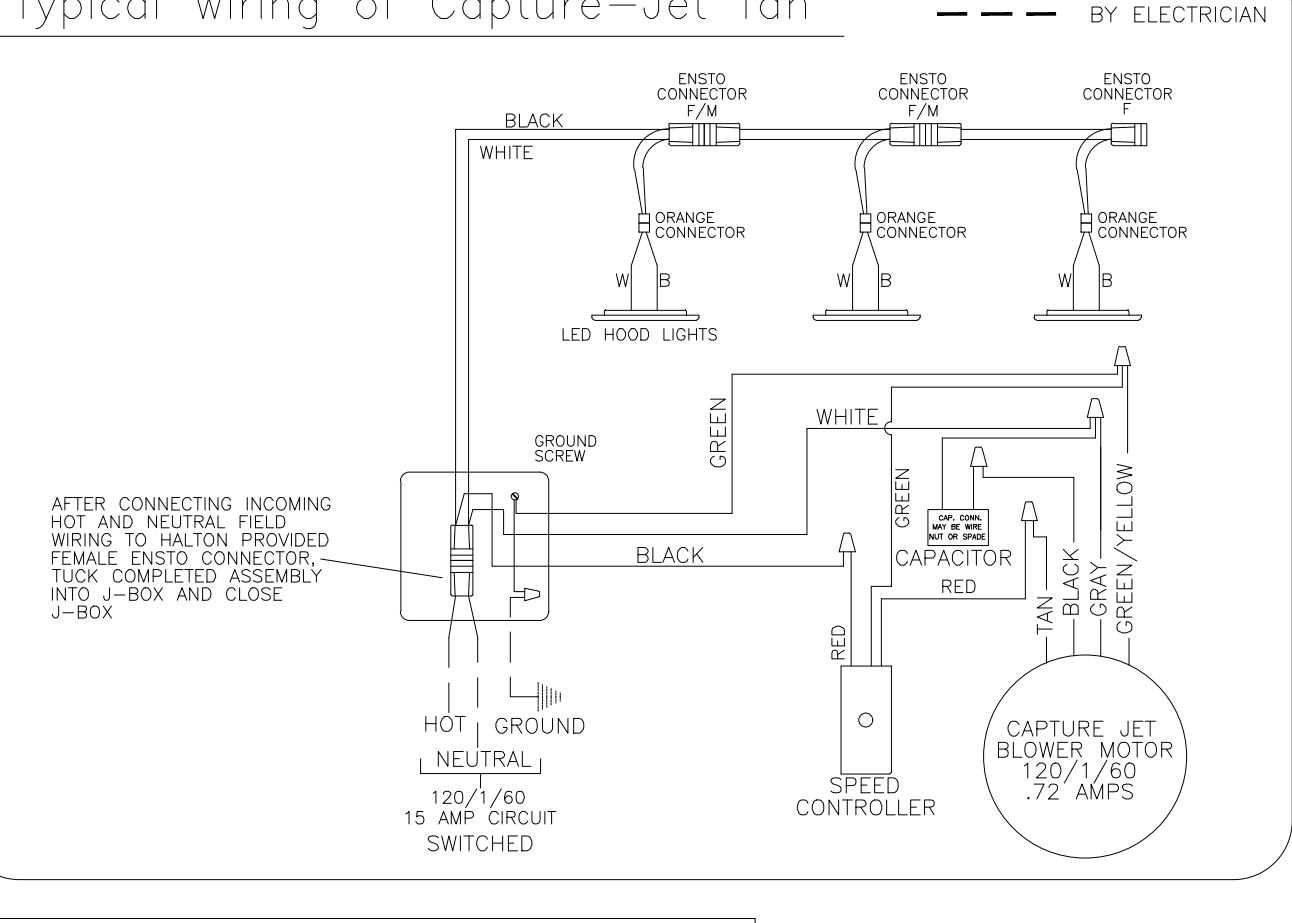 Typical Wiring of Capture-Jet fan
BY ELECTRICIAN
ENSTO
CONNECTOR
F/M
ENSTO
CONNECTOR
F/M
ENSTO
CONNECTOR
F
BLACK
WHITE
ORANGE
CONNECTOR
ORANGE
CONNECTOR
ORANGE
CONNECTOR
W
B
W
B
W
B
LED HOOD LIGHTS
GREEN
WHITE
GROUND
SCREW
GREEN
AFTER CONNECTING INCOMING
HOT AND NEUTRAL FIELD
WIRING TO HALTON PROVIDED
FEMALE ENSTO CONNECTOR,
TUCK COMPLETED ASSEMBLY
INTO J-BOX AND CLOSE
J-BOX
CAP. CONN.
MAY BE WIRE
NUT OR SPADE
CAPACITOR
BLACK
RED
RED
TAN
BLACK
GRAY
GREEN/YELLOW
HOT
GROUND
NEUTRAL
120/1/60
15 AMP CIRCUIT
SWITCHED
SPEED
CONTROLLER
CAPTURE JET
BLOWER MOTOR
120/1/60
.72 AMPS